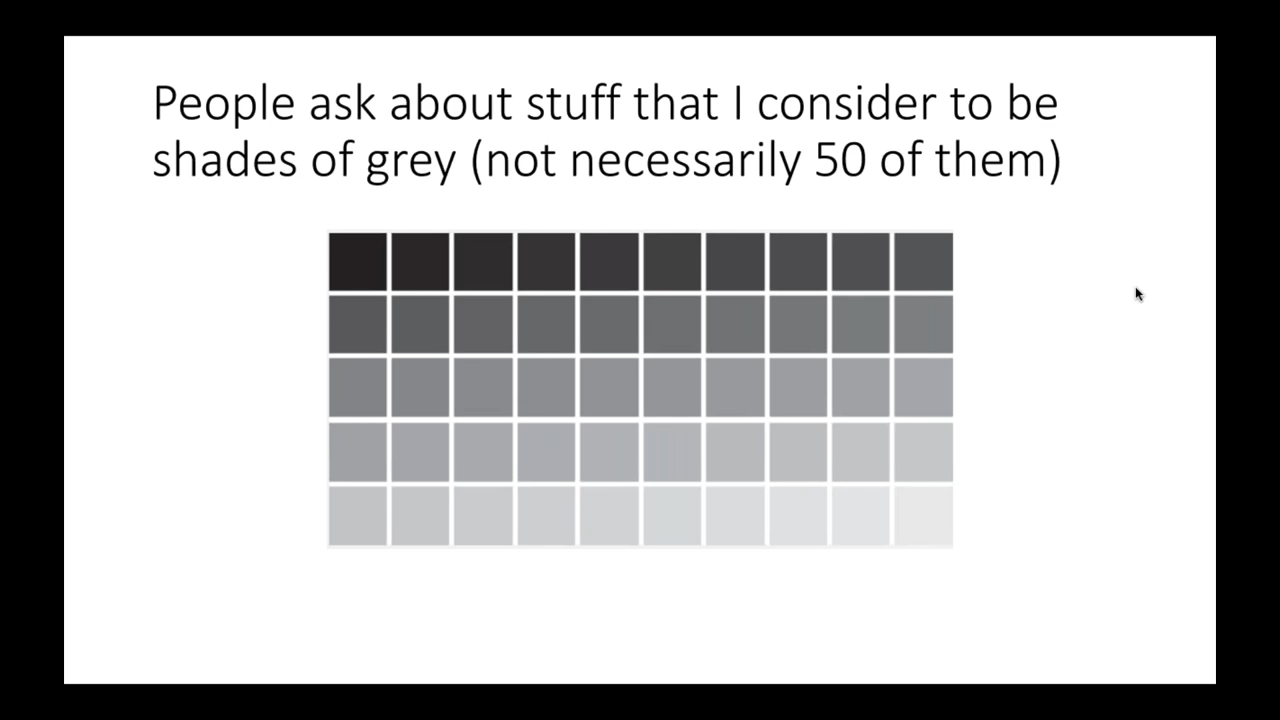 People ask about stuff that I consider to be
shades of grey (not necessarily 50 of them)